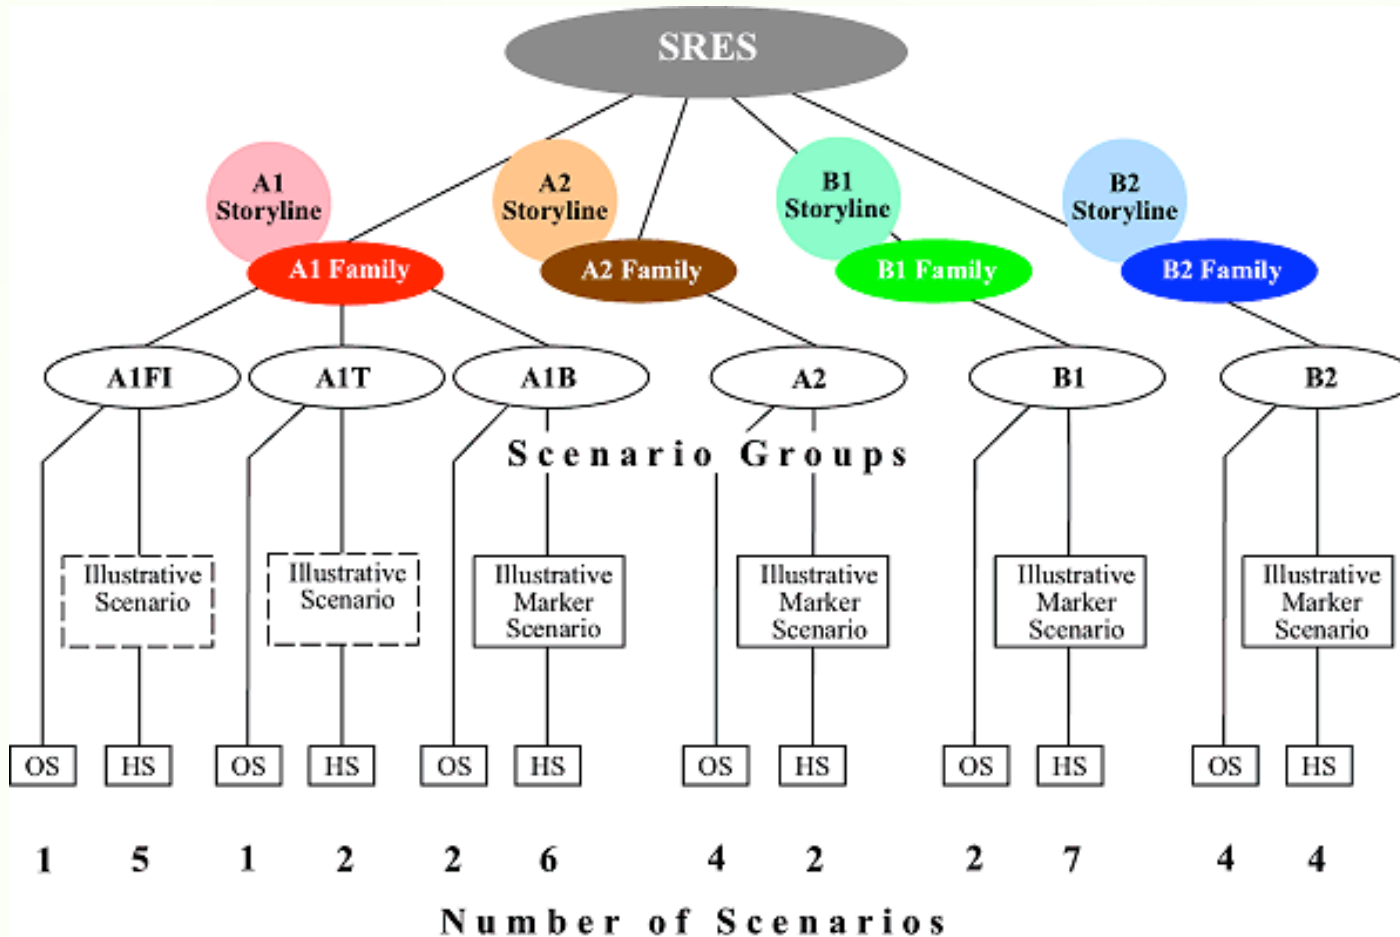 SRES
A1
Storyline
A2
Storyline
B1
Storyline
B2
Storyline
A1 Family
A2 Family
B1 Family
B2 Family
A1FI
A1T
A1B
A2
B1
B2
Scenario Groups
Illustrative
Scenario
Illustrative
Scenario
Illustrative
Marker
Scenario
Illustrative
Marker
Scenario
Illustrative
Marker
Scenario
Illustrative
Marker
Scenario
OS HS OS HS OS HS OS HS OS HS OS HS
1 5 1 2 2 6 4 2 2 7 4 4
Number of Scenarios